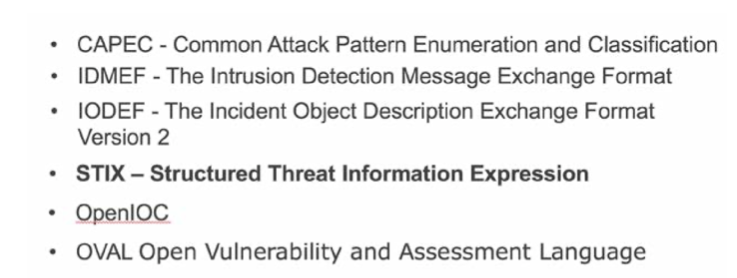 • CAPEC - Common Attack Pattern Enumeration and Classification
• IDMEF - The Intrusion Detection Message Exchange Format
• IODEF - The Incident Object Description Exchange Format
Version 2
• STIX – Structured Threat Information Expression
• OpenIOC
• OVAL Open Vulnerability and Assessment Language